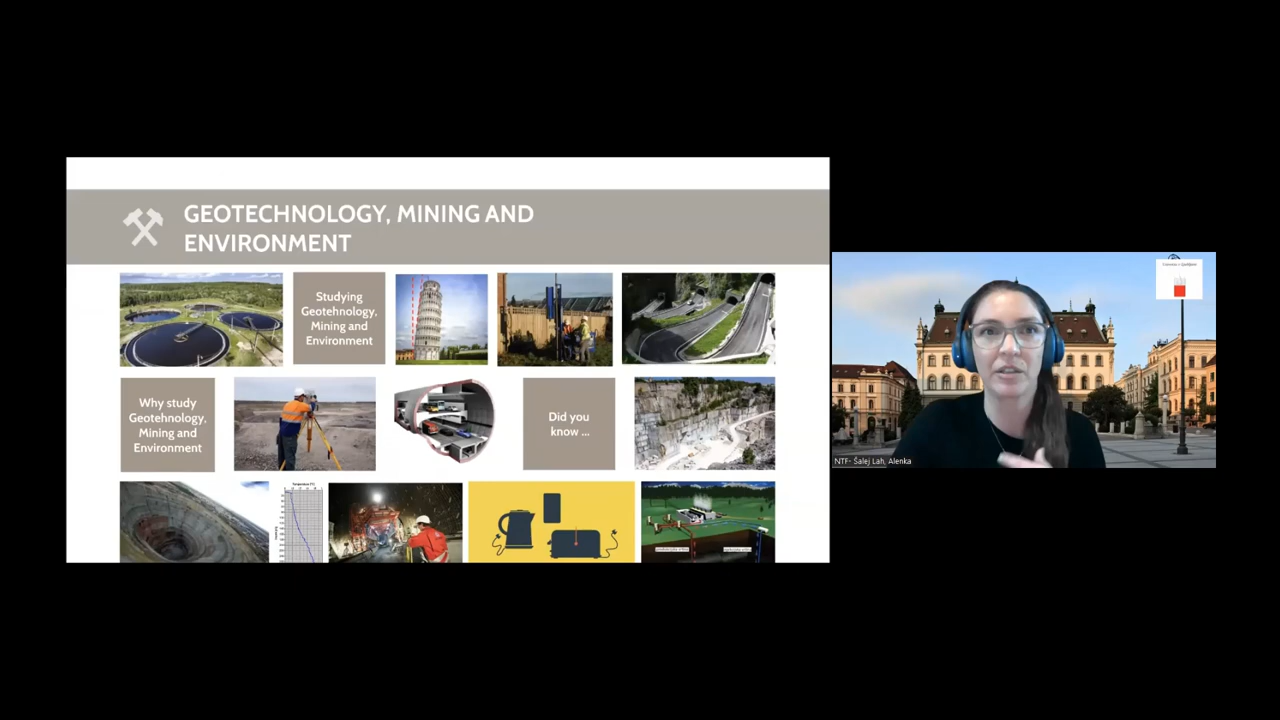 GEOTECHNOLOGY, MINING AND
ENVIRONMENT
Studying
Geotehnology,
Mining and
Environment
Why study
Geotehnology,
Mining and
Environment
Did you
know ...
NTF- Šalej Lah, Alenka